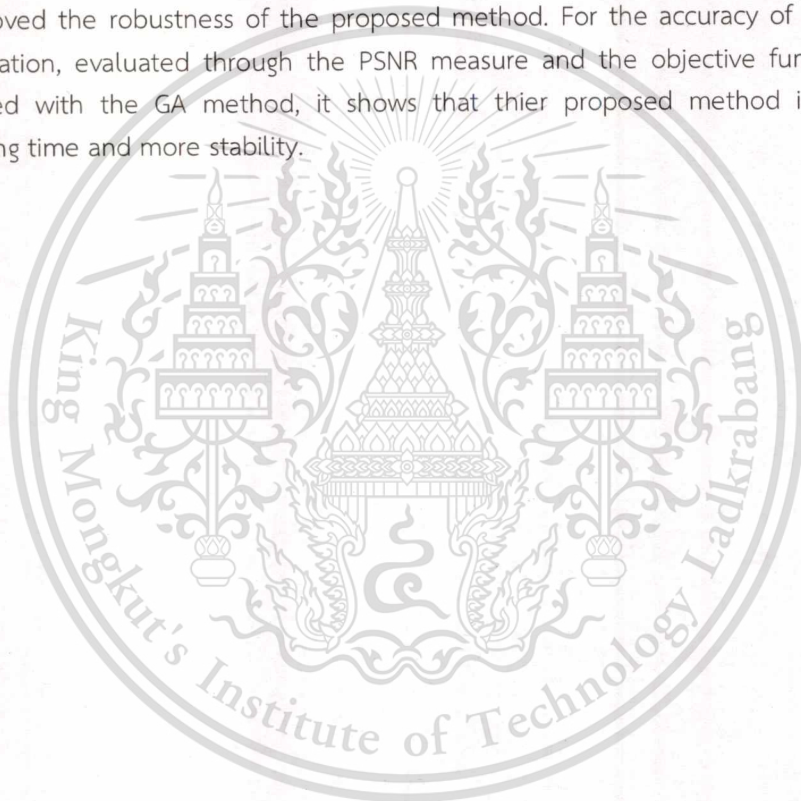 oved the robustness of the proposed method. For the accuracy of
ation, evaluated through the PSNR measure and the objective fur
ed with the GA method, it shows that thier proposed method i
ng time and more stability.
King Mongkut's Institute of Technology Ladkrabang